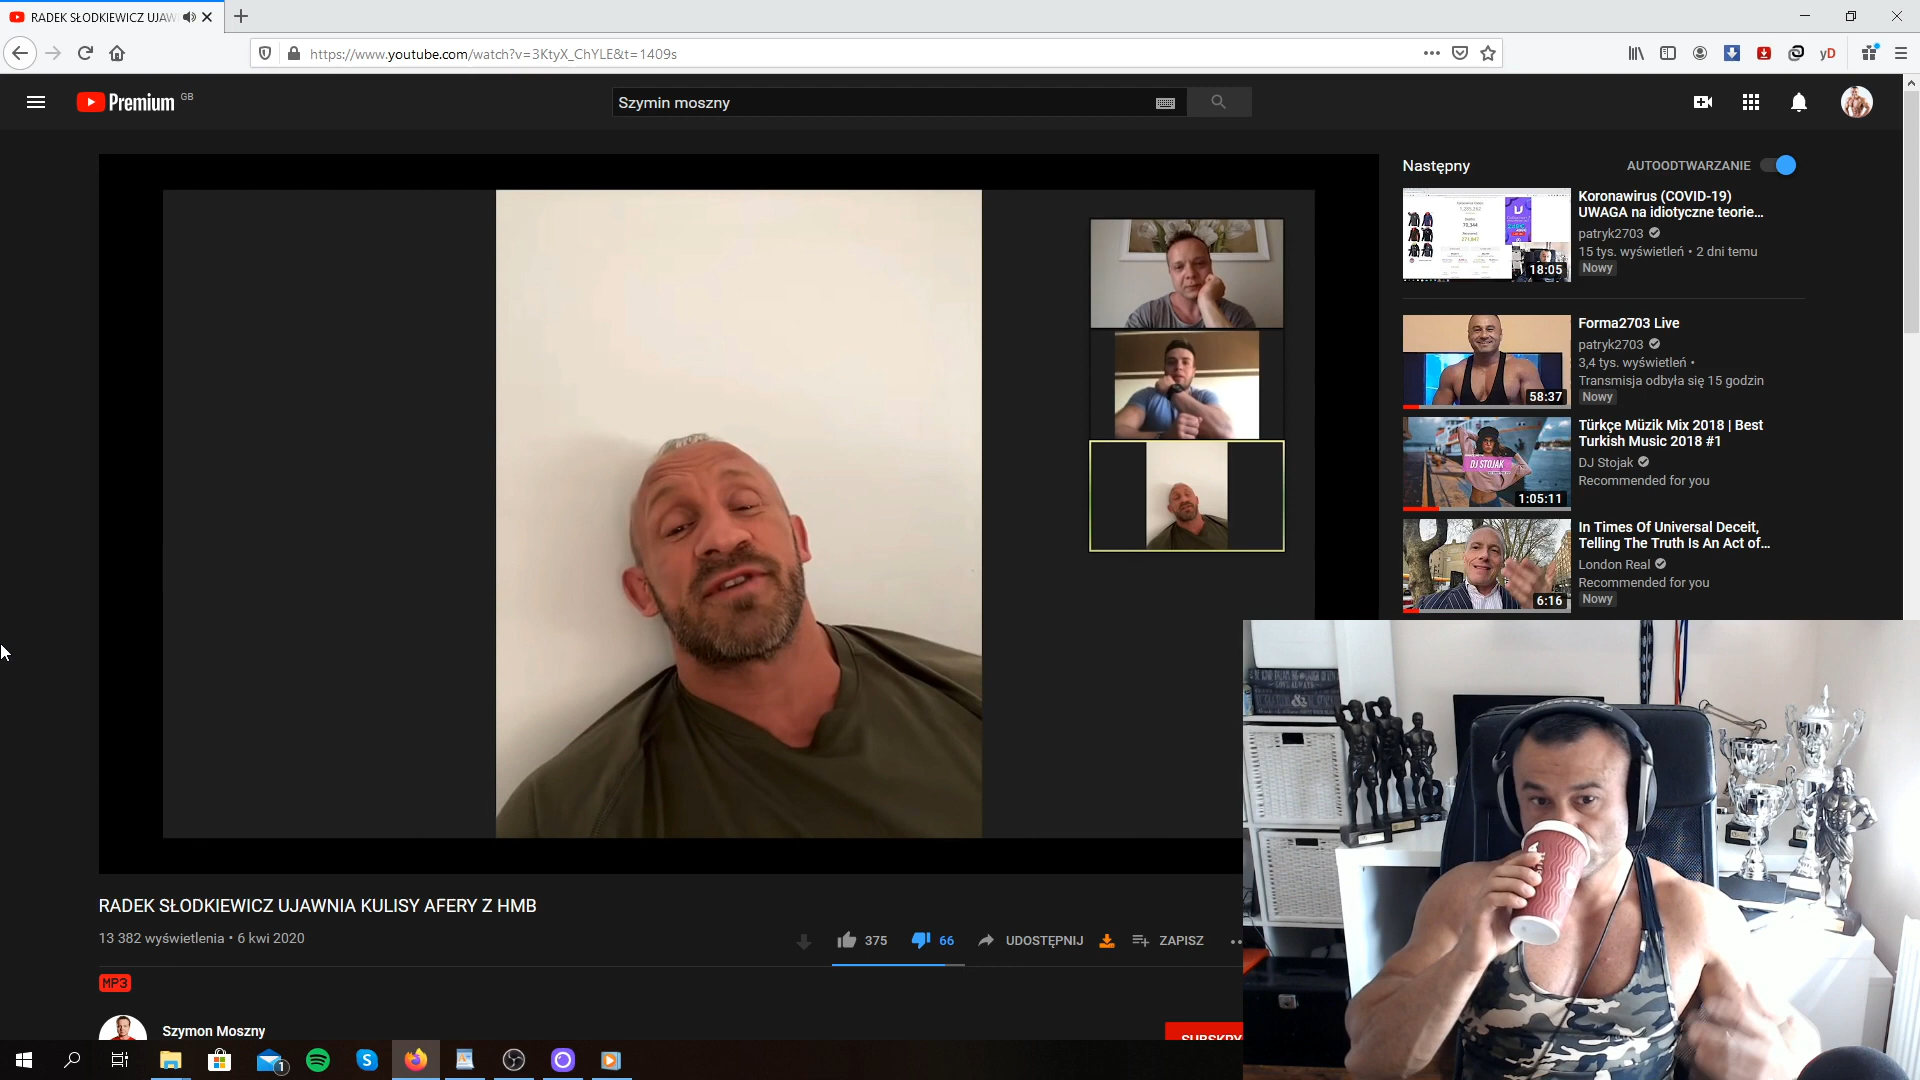 RADEK SŁODKIEWICZ UJAW
https://www.youtube.com/watch?v=3KtyX_ChYLE&t=1409s
yD
Premium GB
Szymin moszny
Następny
AUTOODTWARZANIE
Koronawirus (COVID-19)
UWAGA na idiotyczne teorie...
patryk2703
15 tys. wyświetleń • 2 dni temu
Nowy
18:05
Forma2703 Live
patryk2703
3,4 tys. wyświetleń •
Transmisja odbyła się 15 godzin
Nowy
58:37
Türkçe Müzik Mix 2018 | Best
Turkish Music 2018 #1
DJ Stojak
Recommended for you
DJ STOJAK
1:05:11
In Times Of Universal Deceit,
Telling The Truth Is An Act of...
London Real
Recommended for you
Nowy
6:16
RADEK SŁODKIEWICZ UJAWNIA KULISY AFERY Z HMB
13 382 wyświetlenia • 6 kwi 2020
375
66
UDOSTĘPNIJ
ZAPISZ
MP3
Szymon Moszny
SUBSKRY
1